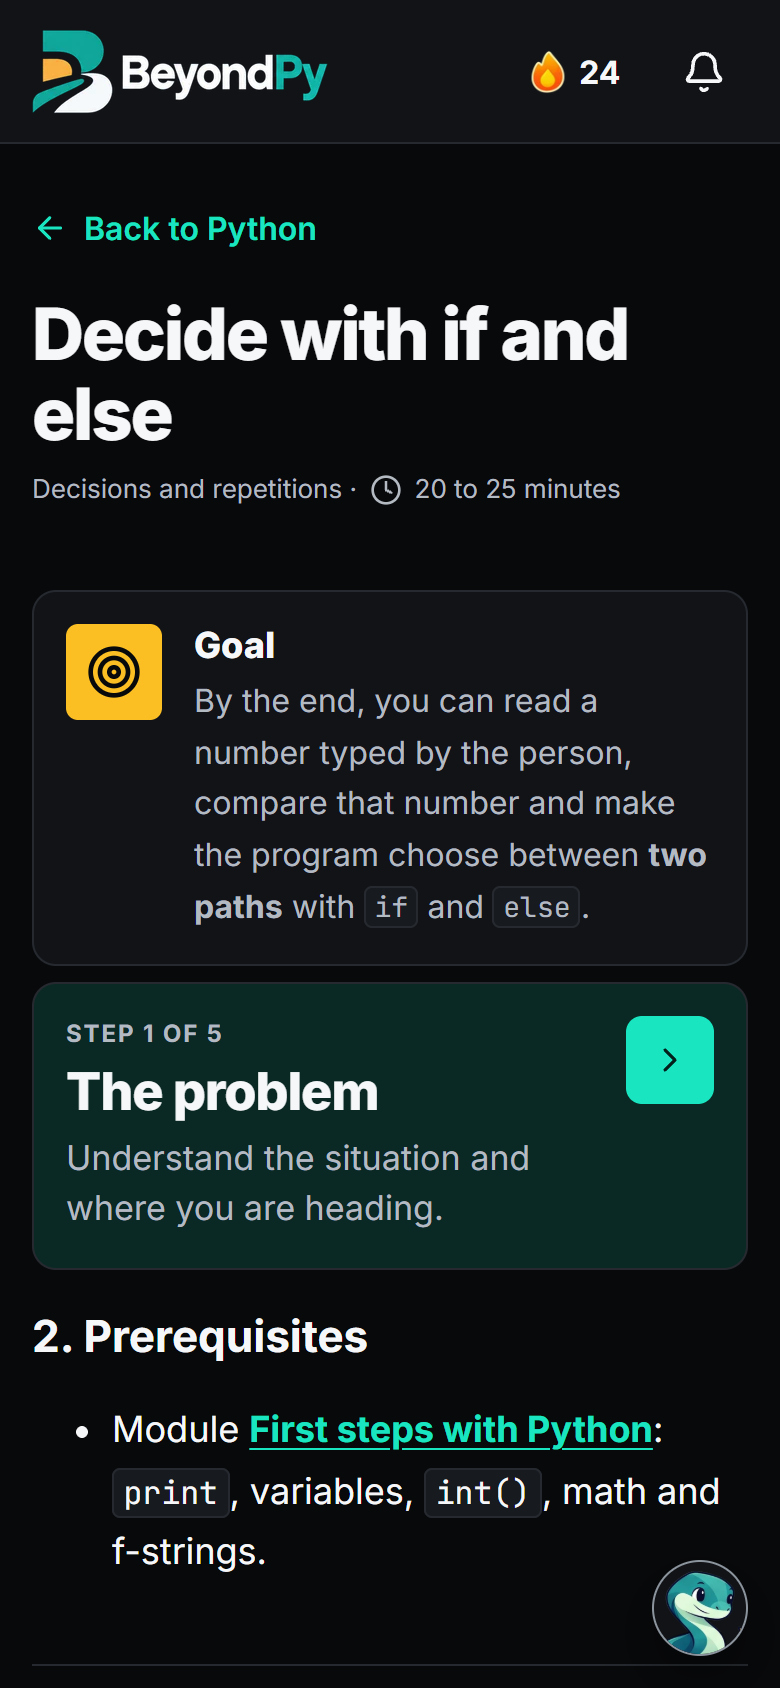 BeyondPy
24
Back to Python
Decide with if and
else
Decisions and repetitions · 20 to 25 minutes
Goal
By the end, you can read a
number typed by the person,
compare that number and make
the program choose between two
paths with if and else.
STEP 1 OF 5
The problem
Understand the situation and
where you are heading.
2. Prerequisites
• Module First steps with Python:
print, variables, int(), math and
f-strings.